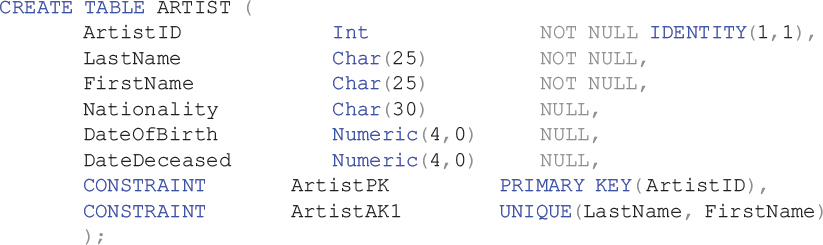 CREATE TABLE ARTIST (
ArtistID Int NOT NULL IDENTITY(1,1),
LastName Char(25) NOT NULL,
FirstName Char(25) NOT NULL,
Nationality Char(30) NULL,
DateOfBirth Numeric(4,0) NULL,
DateDeceased Numeric(4,0) NULL,
CONSTRAINT ArtistPK PRIMARY KEY(ArtistID),
CONSTRAINT ArtistAK1 UNIQUE(LastName, FirstName)
);